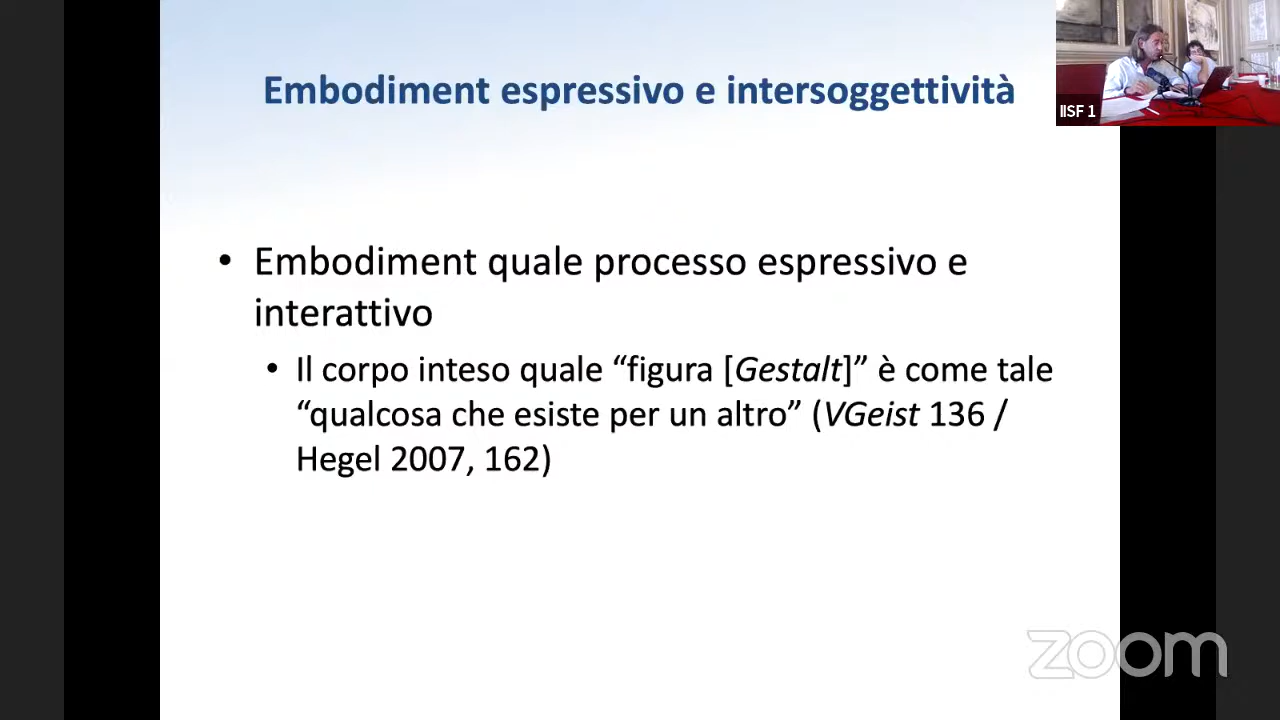 Embodiment espressivo e intersoggettività
IISF 1
• Embodiment quale processo espressivo e
interattivo
• Il corpo inteso quale “figura [Gestalt]” è come tale
“qualcosa che esiste per un altro” (VGeist 136 /
Hegel 2007, 162)
zoom